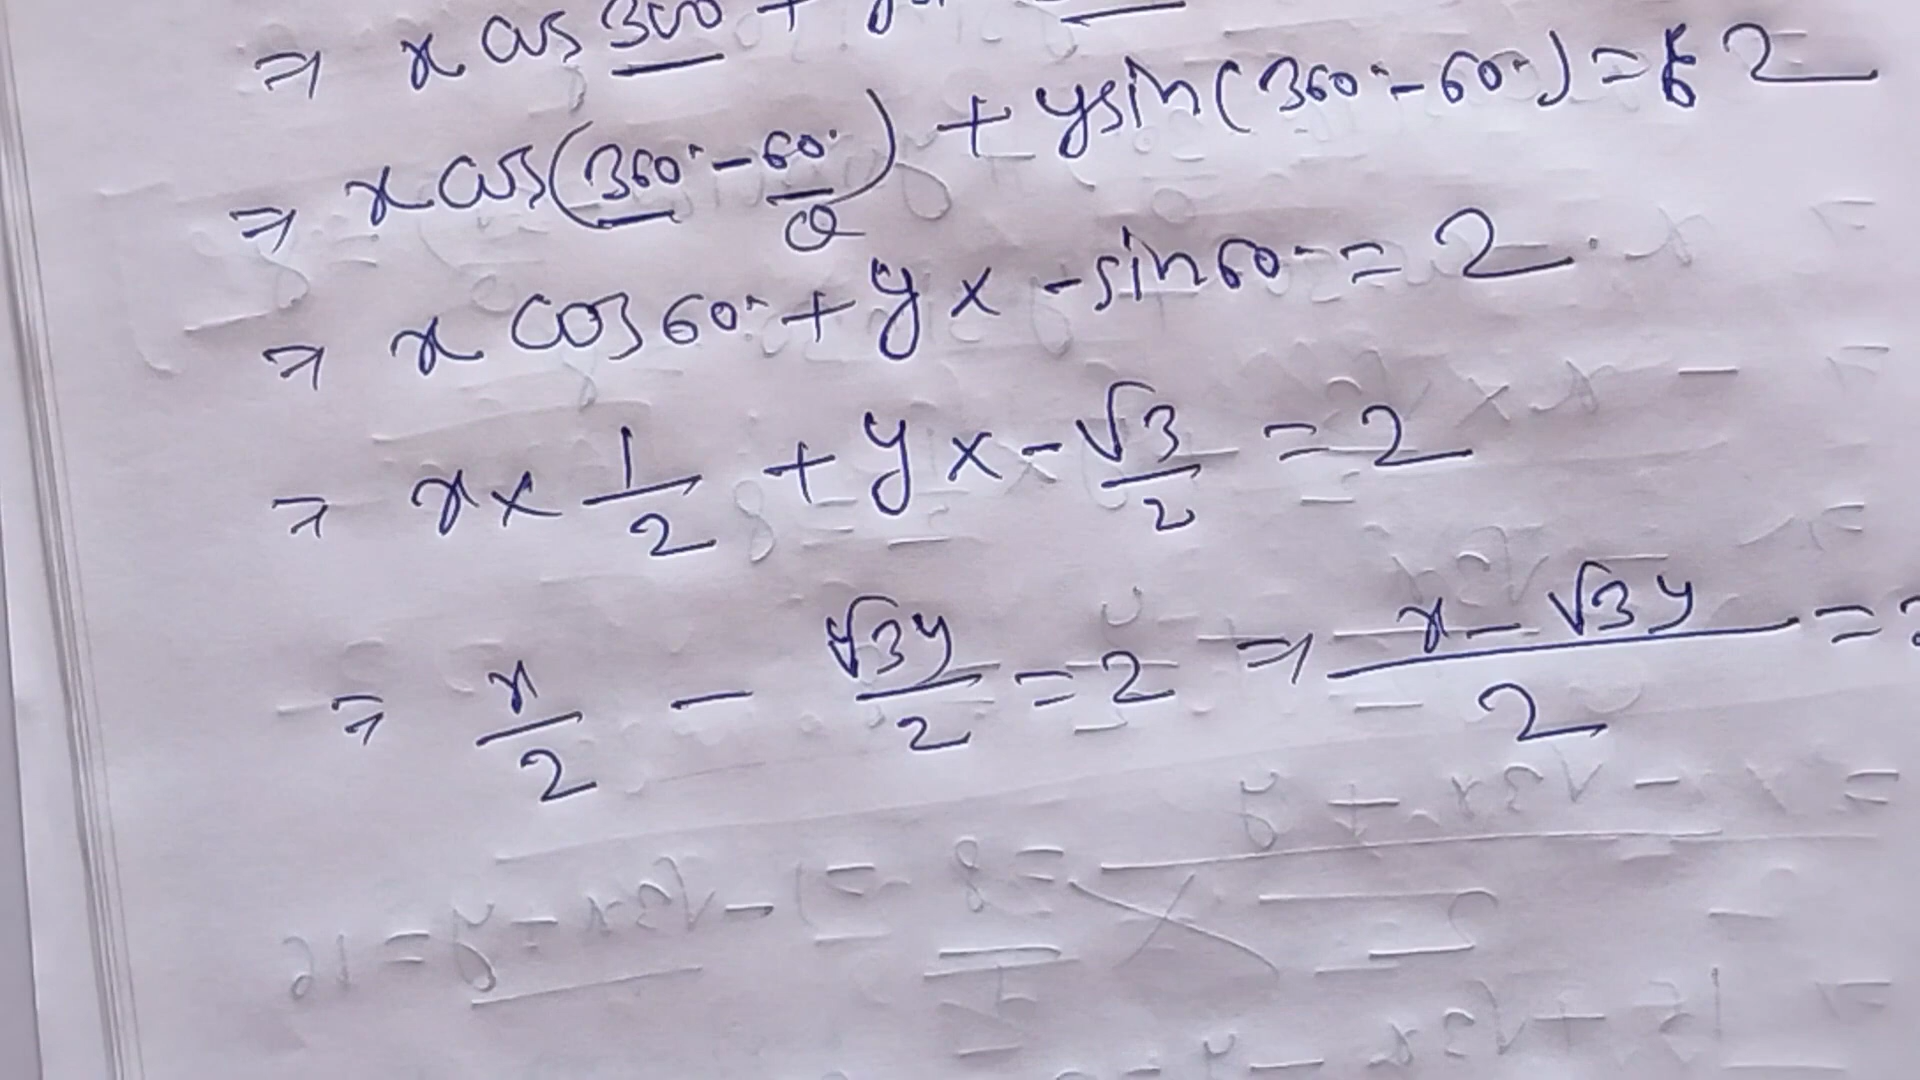 ⇒ x cos 300 + y
⇒ x cos(360° - 60°) + y sin(360° - 60°) = 2
θ
⇒ x cos 60° + y x - sin 60° = 2
⇒ x × 1/2 + y × - √3/2 = 2
⇒ x/2 - √3y/2 = 2 ⇒ (x - √3y)/2 =